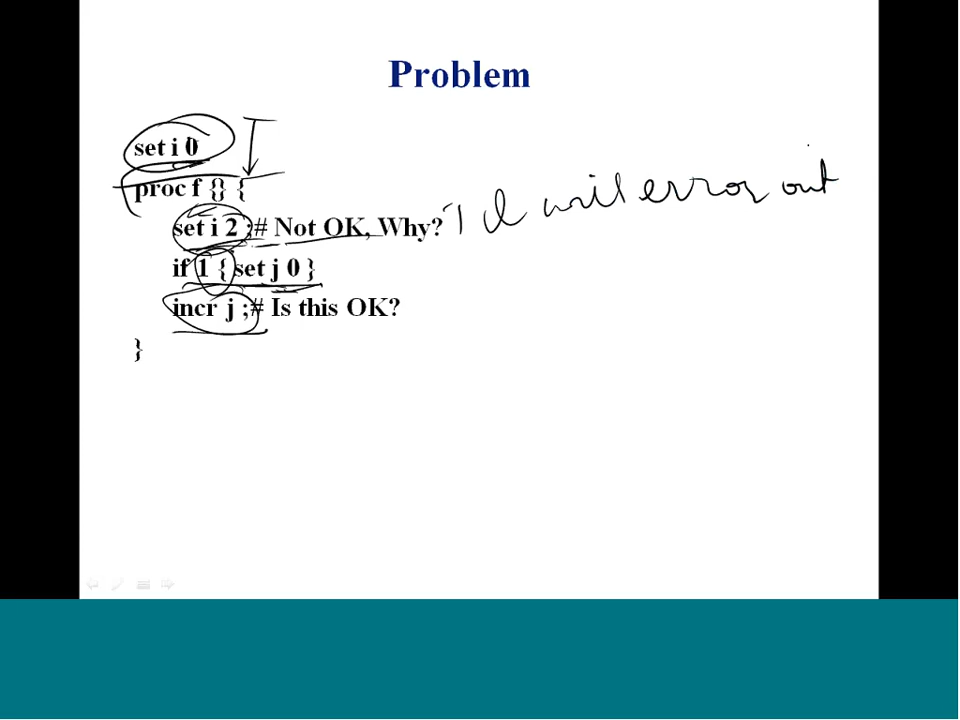 Problem
set i 0
proc f {} {
set i 2 ;# Not OK, Why? Tcl will error out
if 1 { set j 0 }
incr j ;# Is this OK?
}